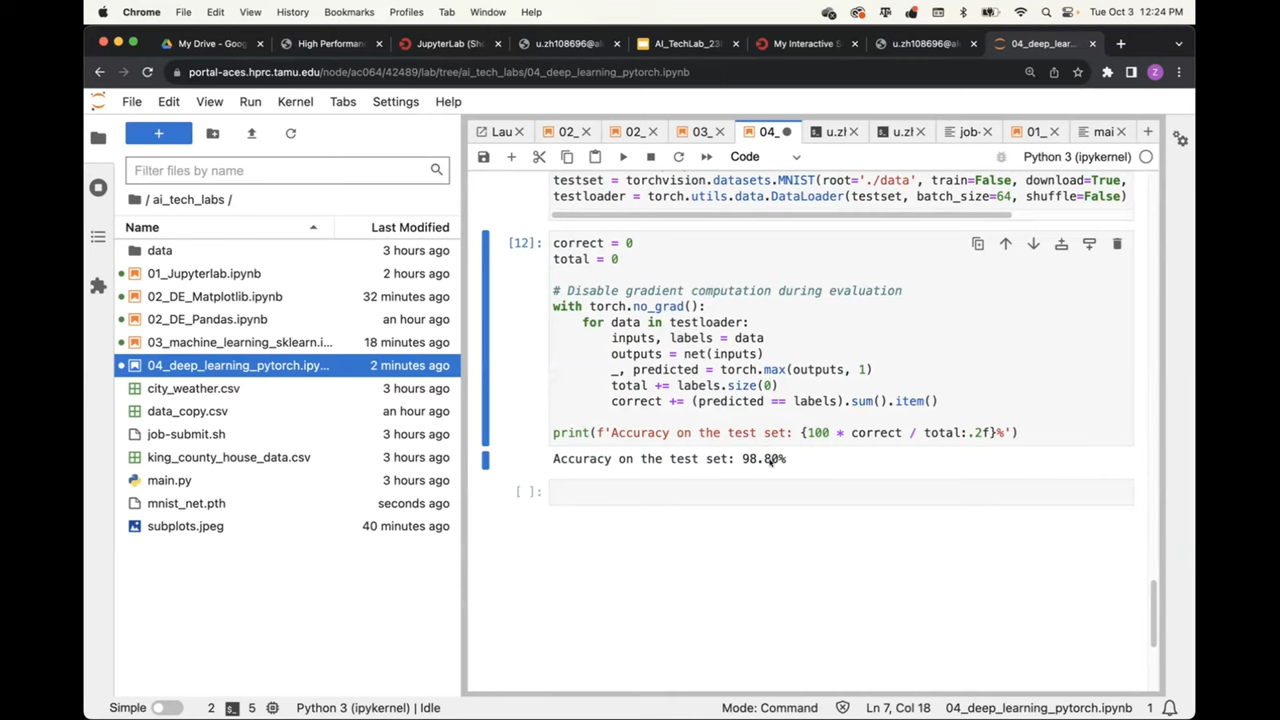 Chrome File Edit View History Bookmarks Profiles Tab Window Help Tue Oct 3 12:24 PM
My Drive - Goo High Performan JupyterLab (Sho u.zh108696@al AI_TechLab_23 My Interactive S u.zh108696@a 04_deep_lear
portal-aces.hprc.tamu.edu/node/ac064/42489/lab/tree/ai_tech_labs/04_deep_learning_pytorch.ipynb Z
File Edit View Run Kernel Tabs Settings Help
+ Lau 02_ 02_ 03_ 04_ u.zl u.zl job- 01_ mai +
Code Python 3 (ipykernel)
Filter files by name
/ ai_tech_labs /
Name Last Modified
data 3 hours ago
01_Jupyterlab.ipynb 2 hours ago
02_DE_Matplotlib.ipynb 32 minutes ago
02_DE_Pandas.ipynb an hour ago
03_machine_learning_sklearn.i... 18 minutes ago
04_deep_learning_pytorch.ipy... 2 minutes ago
city_weather.csv 3 hours ago
data_copy.csv an hour ago
job-submit.sh 3 hours ago
king_county_house_data.csv 3 hours ago
main.py 3 hours ago
mnist_net.pth seconds ago
subplots.jpeg 40 minutes ago
testset = torchvision.datasets.MNIST(root='./data', train=False, download=True,
testloader = torch.utils.data.DataLoader(testset, batch_size=64, shuffle=False)
[12]: correct = 0
total = 0
# Disable gradient computation during evaluation
with torch.no_grad():
for data in testloader:
inputs, labels = data
outputs = net(inputs)
_, predicted = torch.max(outputs, 1)
total += labels.size(0)
correct += (predicted == labels).sum().item()
print(f'Accuracy on the test set: {100 * correct / total:.2f}%')
Accuracy on the test set: 98.80%
[ ]:
Simple 2 5 Python 3 (ipykernel) | Idle Mode: Command Ln 7, Col 18 04_deep_learning_pytorch.ipynb 1